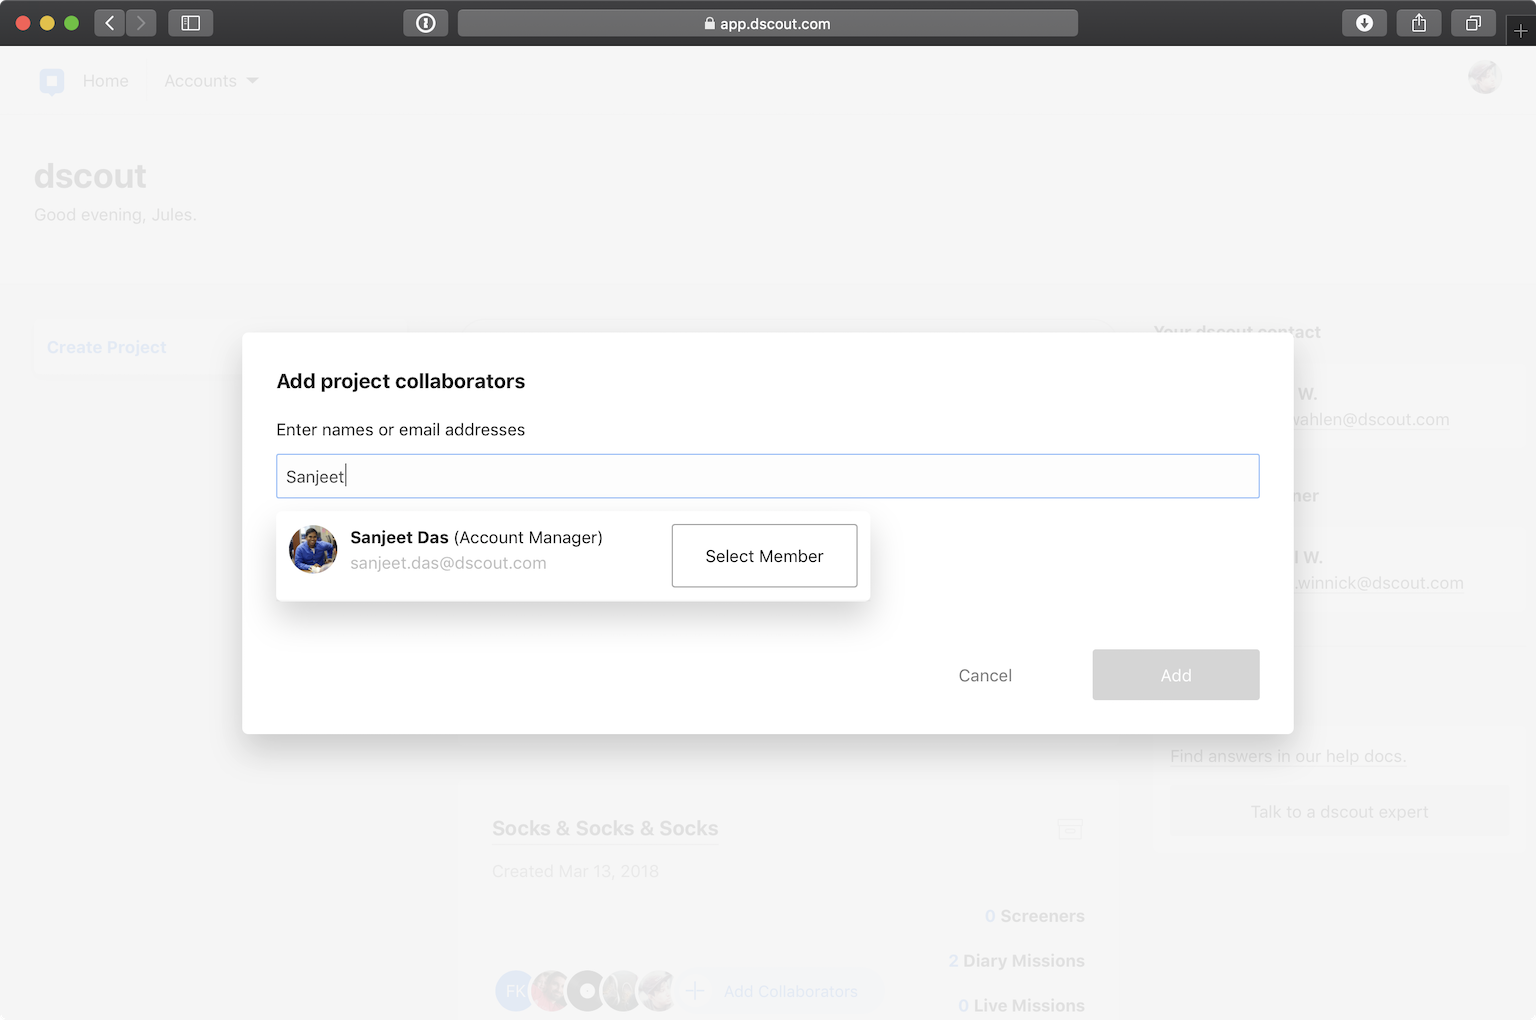 app.dscout.com
Home
Accounts
dscout
Good evening, Jules.
Create Project
Your dscout contact
W.
wahlen@dscout.com
W.
.winnick@dscout.com
Add project collaborators
Enter names or email addresses
Sanjeet
Sanjeet Das (Account Manager)
sanjeet.das@dscout.com
Select Member
Cancel
Add
Find answers in our help docs.
Talk to a dscout expert
Socks & Socks & Socks
Created Mar 13, 2018
0 Screeners
2 Diary Missions
0 Live Missions
FK
+ Add Collaborators